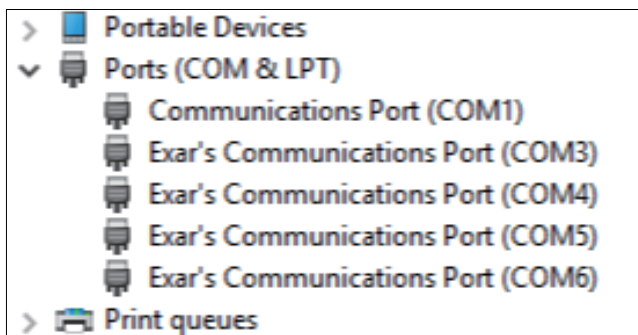 Portable Devices
Ports (COM & LPT)
Communications Port (COM1)
Exar's Communications Port (COM3)
Exar's Communications Port (COM4)
Exar's Communications Port (COM5)
Exar's Communications Port (COM6)
Print queues